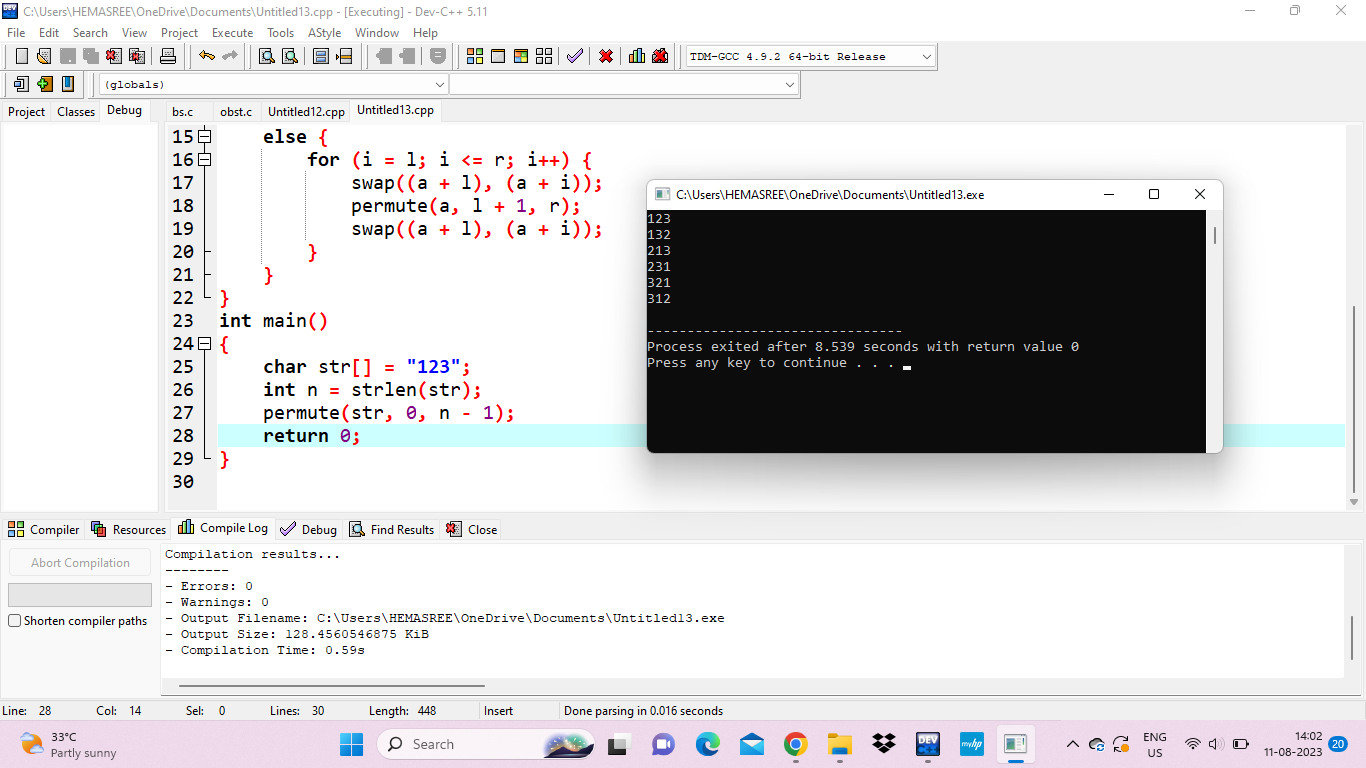 C:\Users\HEMASREE\OneDrive\Documents\Untitled13.cpp - [Executing] - Dev-C++ 5.11
File Edit Search View Project Execute Tools AStyle Window Help
TDM-GCC 4.9.2 64-bit Release
(globals)
Project Classes Debug
bs.c obst.c Untitled12.cpp Untitled13.cpp
15 else {
16 for (i = l; i <= r; i++) {
17 swap((a + l), (a + i));
18 permute(a, l + 1, r);
19 swap((a + l), (a + i));
20 }
21 }
22 }
23 int main()
24 {
25 char str[] = "123";
26 int n = strlen(str);
27 permute(str, 0, n - 1);
28 return 0;
29 }
30
C:\Users\HEMASREE\OneDrive\Documents\Untitled13.exe
123
132
213
231
321
312
--------------------------------
Process exited after 8.539 seconds with return value 0
Press any key to continue . . .
Compiler Resources Compile Log Debug Find Results Close
Abort Compilation
Shorten compiler paths
Compilation results...
--------
- Errors: 0
- Warnings: 0
- Output Filename: C:\Users\HEMASREE\OneDrive\Documents\Untitled13.exe
- Output Size: 128.4560546875 KiB
- Compilation Time: 0.59s
Line: 28 Col: 14 Sel: 0 Lines: 30 Length: 448 Insert Done parsing in 0.016 seconds
33°C
Partly sunny
Search
DEV
myhp
ENG
US
14:02
11-08-2023
20